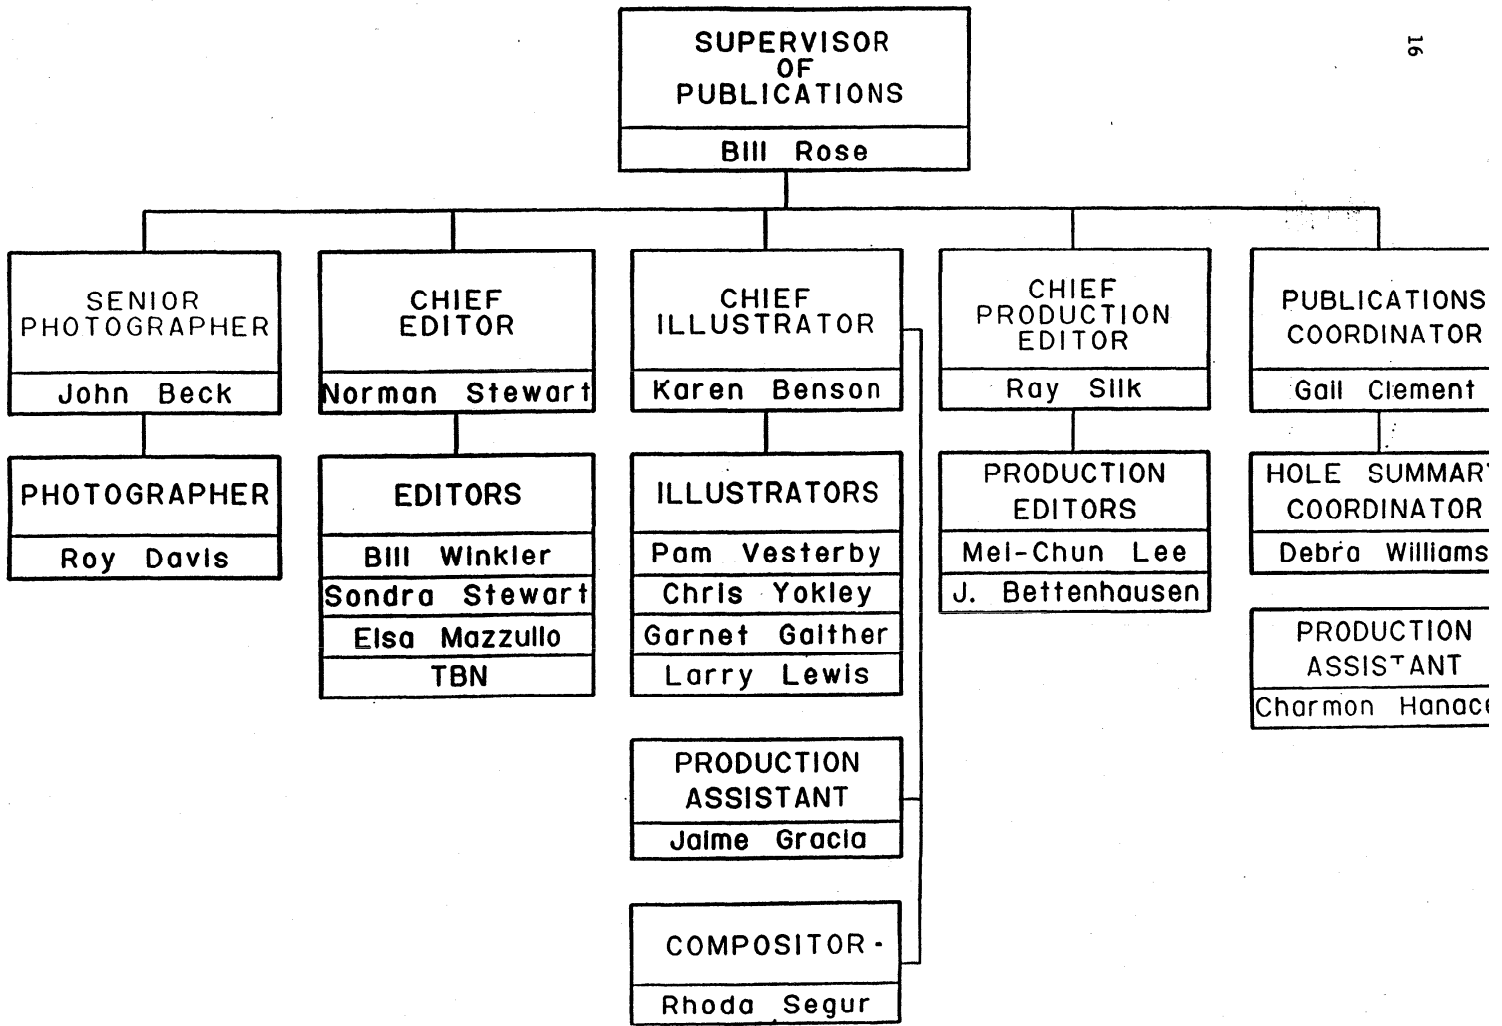 16
SUPERVISOR
OF
PUBLICATIONS
Bill Rose
SENIOR
PHOTOGRAPHER
John Beck
PHOTOGRAPHER
Roy Davis
CHIEF
EDITOR
Norman Stewart
EDITORS
Bill Winkler
Sondra Stewart
Elsa Mazzullo
TBN
CHIEF
ILLUSTRATOR
Karen Benson
ILLUSTRATORS
Pam Vesterby
Chris Yokley
Garnet Gaither
Larry Lewis
PRODUCTION
ASSISTANT
Jaime Gracia
COMPOSITOR
Rhoda Segur
CHIEF
PRODUCTION
EDITOR
Ray Silk
PRODUCTION
EDITORS
Mei-Chun Lee
J. Bettenhausen
PUBLICATIONS
COORDINATOR
Gail Clement
HOLE SUMMARY
COORDINATOR
Debra Williams
PRODUCTION
ASSISTANT
Charmon